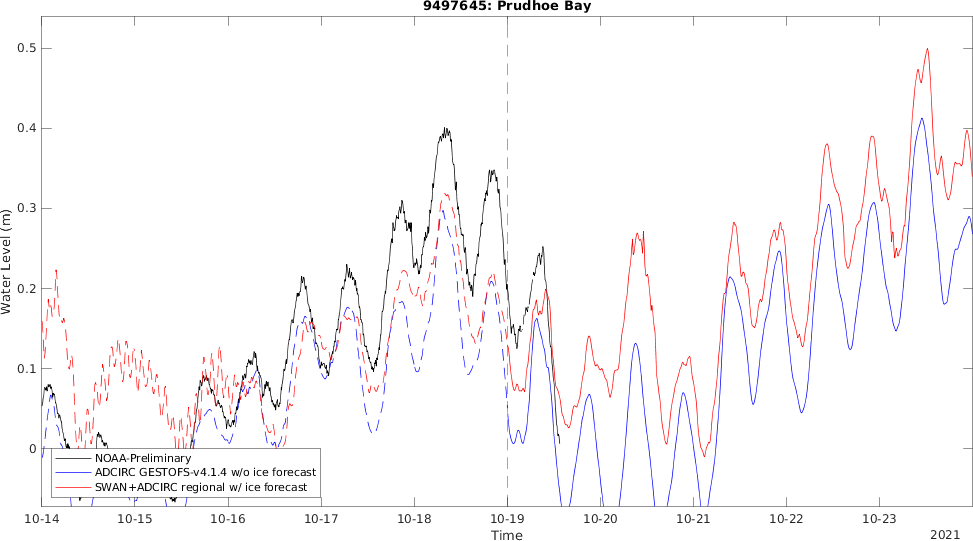 9497645: Prudhoe Bay
0.5
0.4
0.3
0.2
0.1
0
Water Level (m)
NOAA-Preliminary
ADCIRC GESTOFS-v4.1.4 w/o ice forecast
SWAN+ADCIRC regional w/ ice forecast
10-14 10-15 10-16 10-17 10-18 10-19 10-20 10-21 10-22 10-23
Time
2021